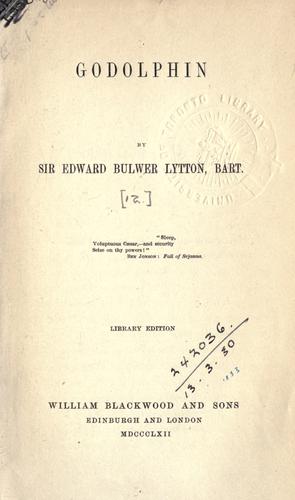 GODOLPHIN
BY
SIR EDWARD BULWER LYTTON, BART.
[12.]
"Sleep,
Voluptuous Cæsar,—and security
Seize on thy powers!"
BEN JONSON: Fall of Sejanus.
LIBRARY EDITION
242036.
13.3.30
WILLIAM BLACKWOOD AND SONS
EDINBURGH AND LONDON
MDCCCLXII